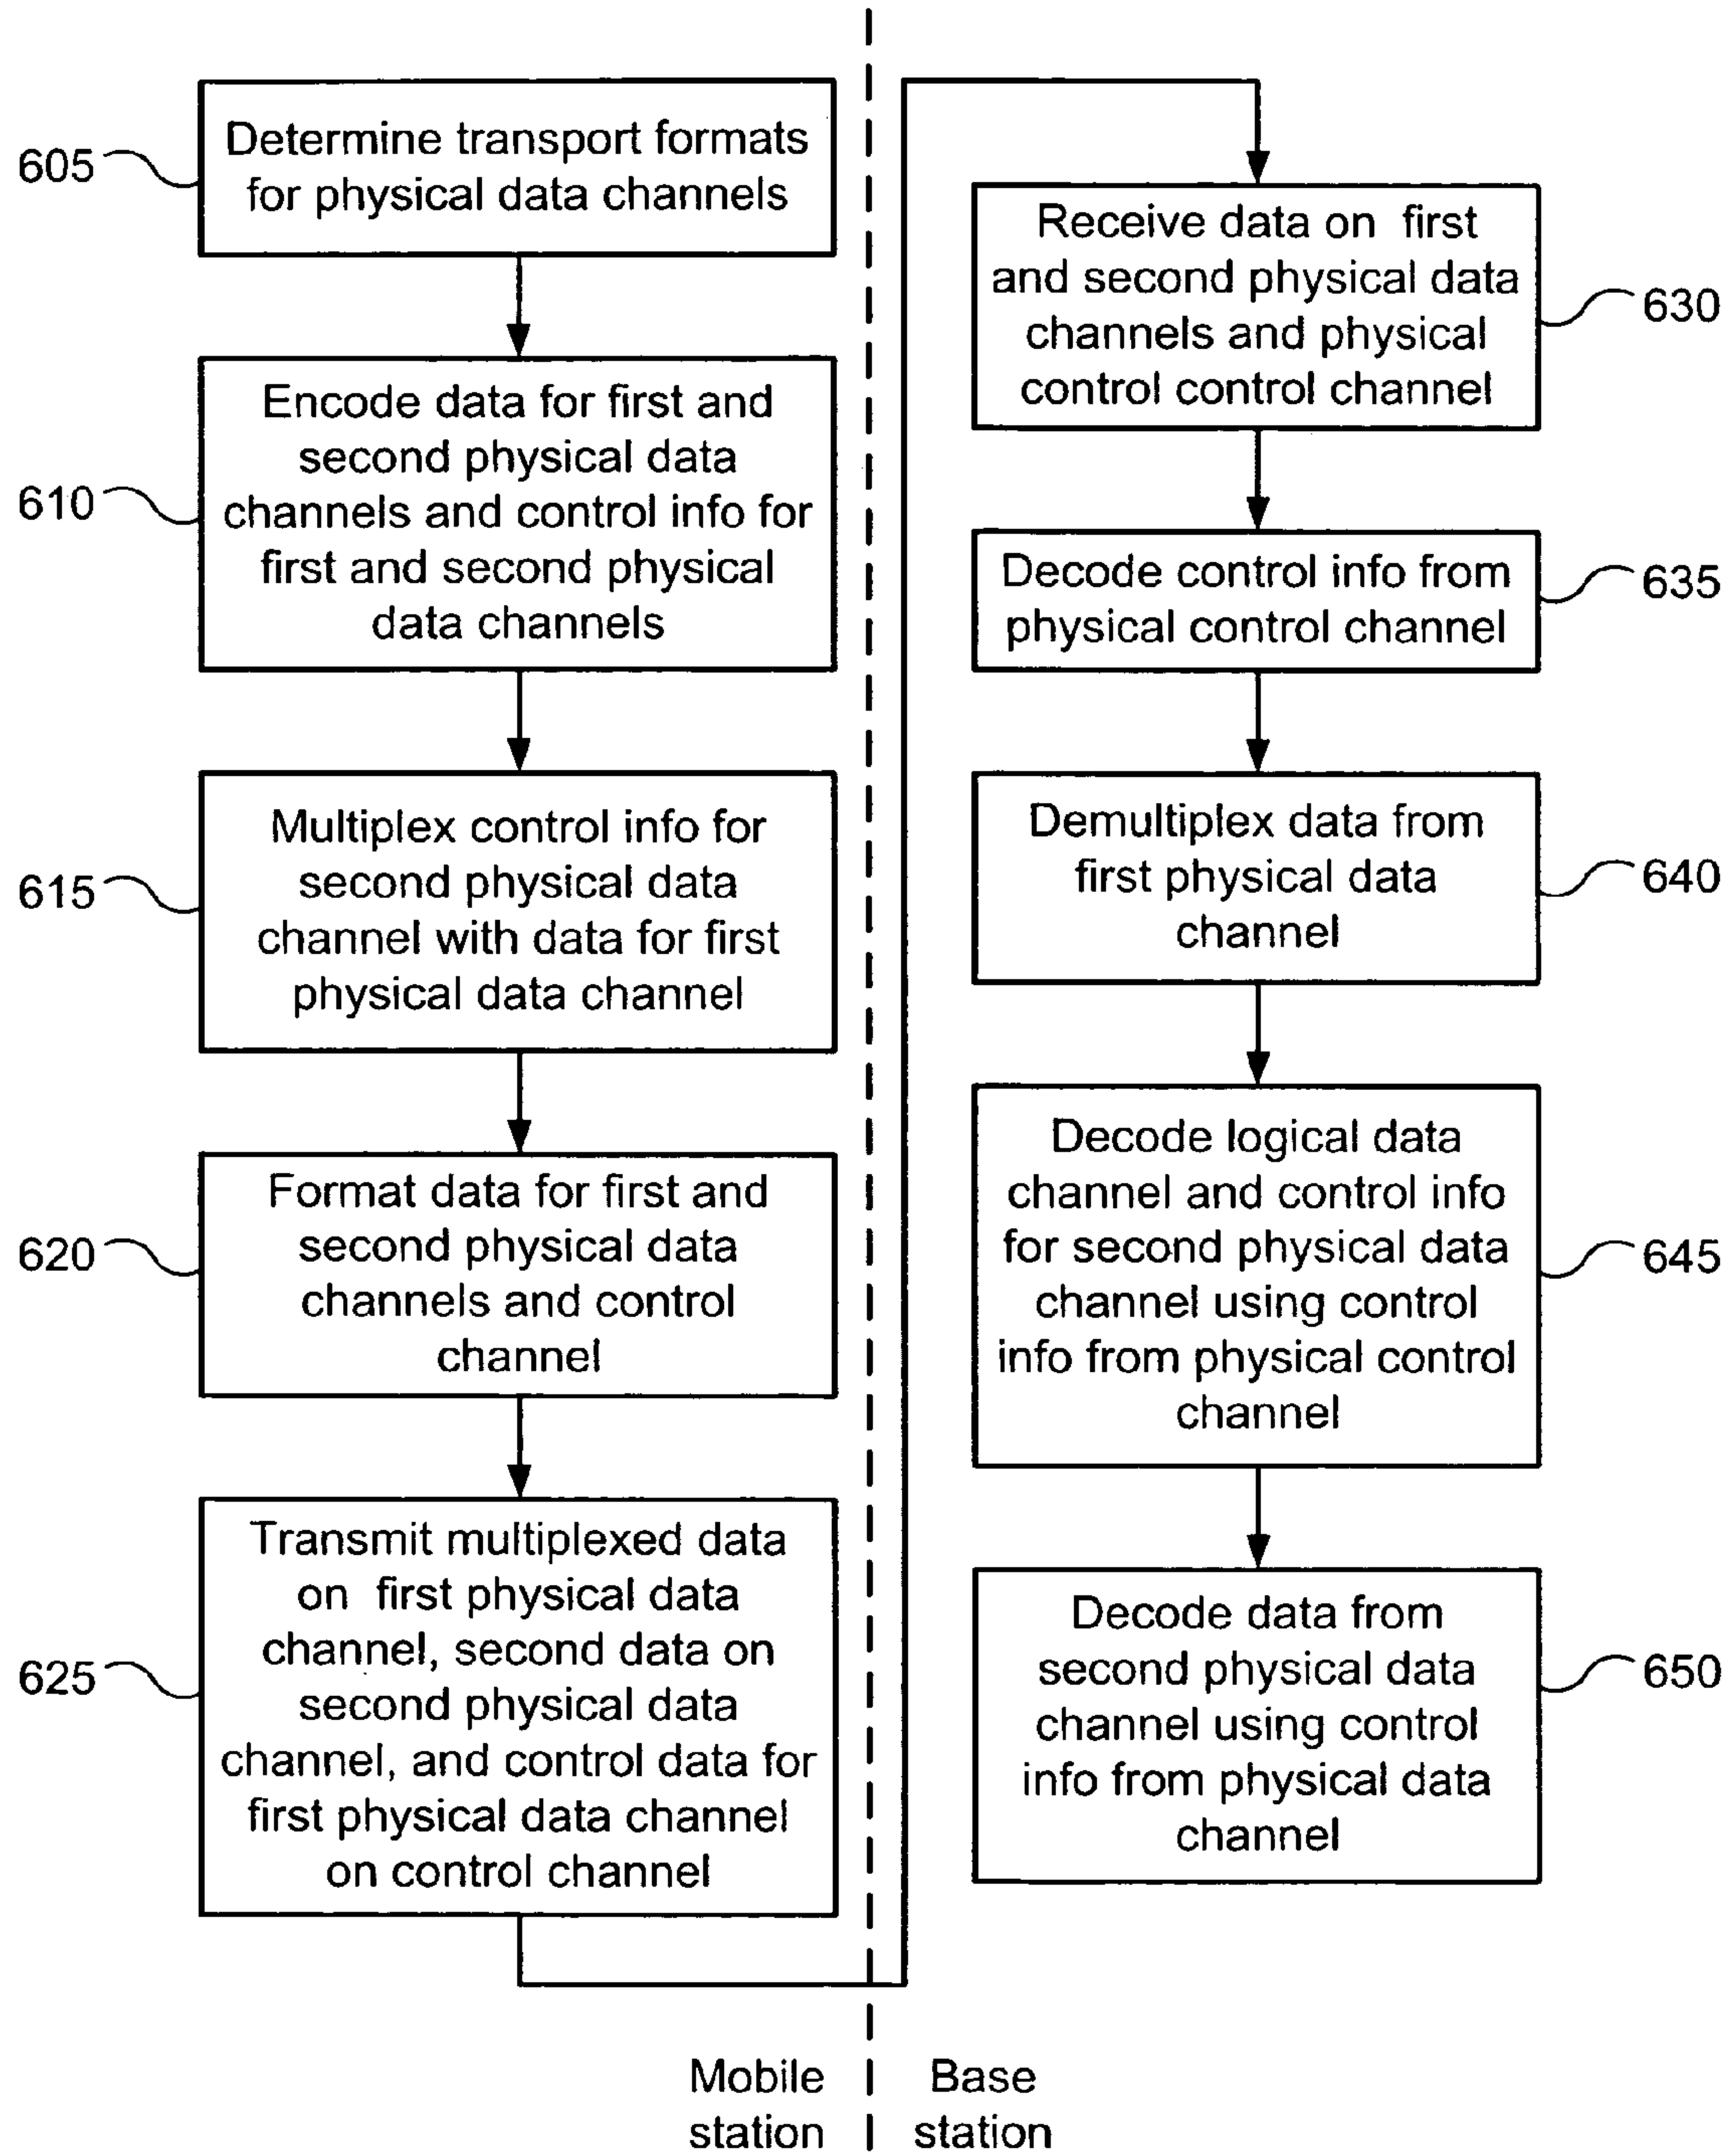 605
Determine transport formats
for physical data channels
610
Encode data for first and
second physical data
channels and control info for
first and second physical
data channels
615
Multiplex control info for
second physical data
channel with data for first
physical data channel
620
Format data for first and
second physical data
channels and control
channel
625
Transmit multiplexed data
on first physical data
channel, second data on
second physical data
channel, and control data for
first physical data channel
on control channel
Mobile
station
Receive data on first
and second physical data
channels and physical
control control channel
630
Decode control info from
physical control channel
635
Demultiplex data from
first physical data
channel
640
Decode logical data
channel and control info
for second physical data
channel using control
info from physical control
channel
645
Decode data from
second physical data
channel using control
info from physical data
channel
650
Base
station